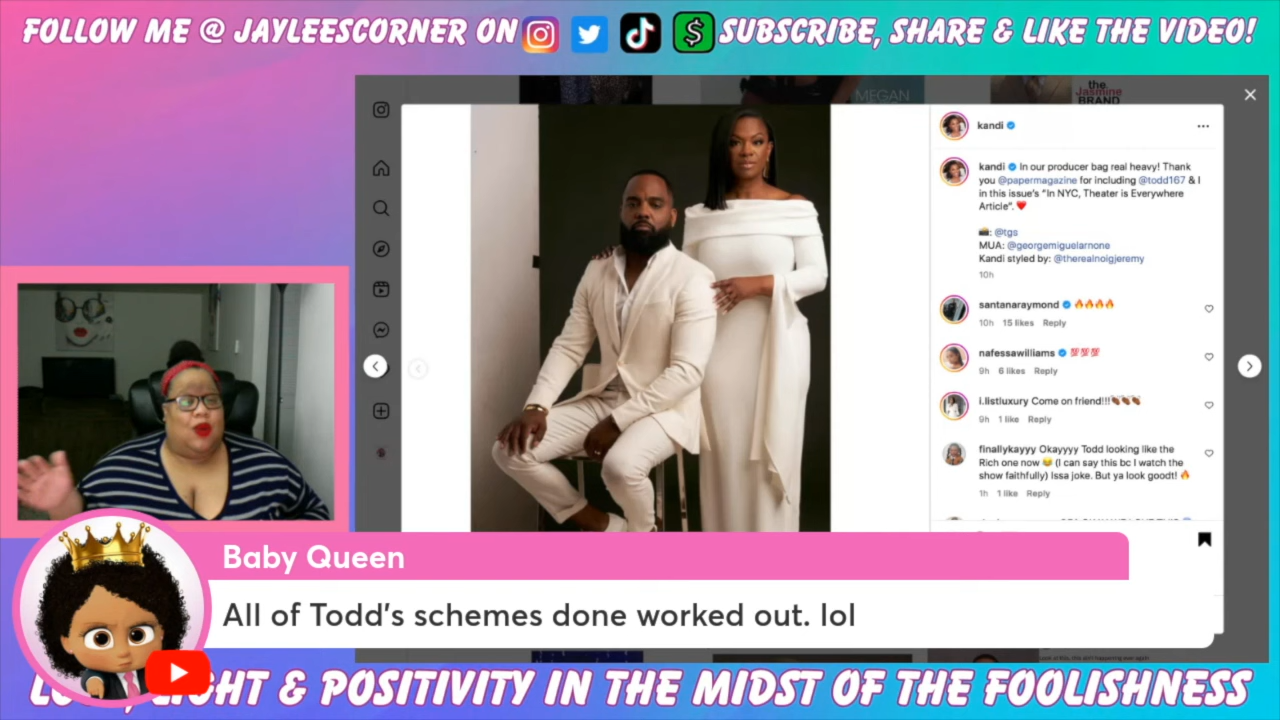 FOLLOW ME @ JAYLEESCORNER ON
SUBSCRIBE, SHARE & LIKE THE VIDEO!
MEGAN
the
Jasmine
BRAND
kandi
kandi In our producer bag real heavy! Thank
you @papermagazine for including @todd167 & I
in this issue's "In NYC, Theater is Everywhere
Article". ❤️
📸: @tgs
MUA: @georgemiguelarnone
Kandi styled by: @therealnoigjeremy
10h
santanaraymond 🔥🔥🔥🔥
10h 15 likes Reply
nafessawilliams 💯💯💯
9h 6 likes Reply
i.listluxury Come on friend!!!👏🏾👏🏾👏🏾
9h 1 like Reply
finallykayyy Okayyyy Todd looking like the
Rich one now 😂 (I can say this bc I watch the
show faithfully) Issa joke. But ya look goodt! 🔥
1h 1 like Reply
Baby Queen
All of Todd's schemes done worked out. lol
& POSITIVITY IN THE MIDST OF THE FOOLISHNESS